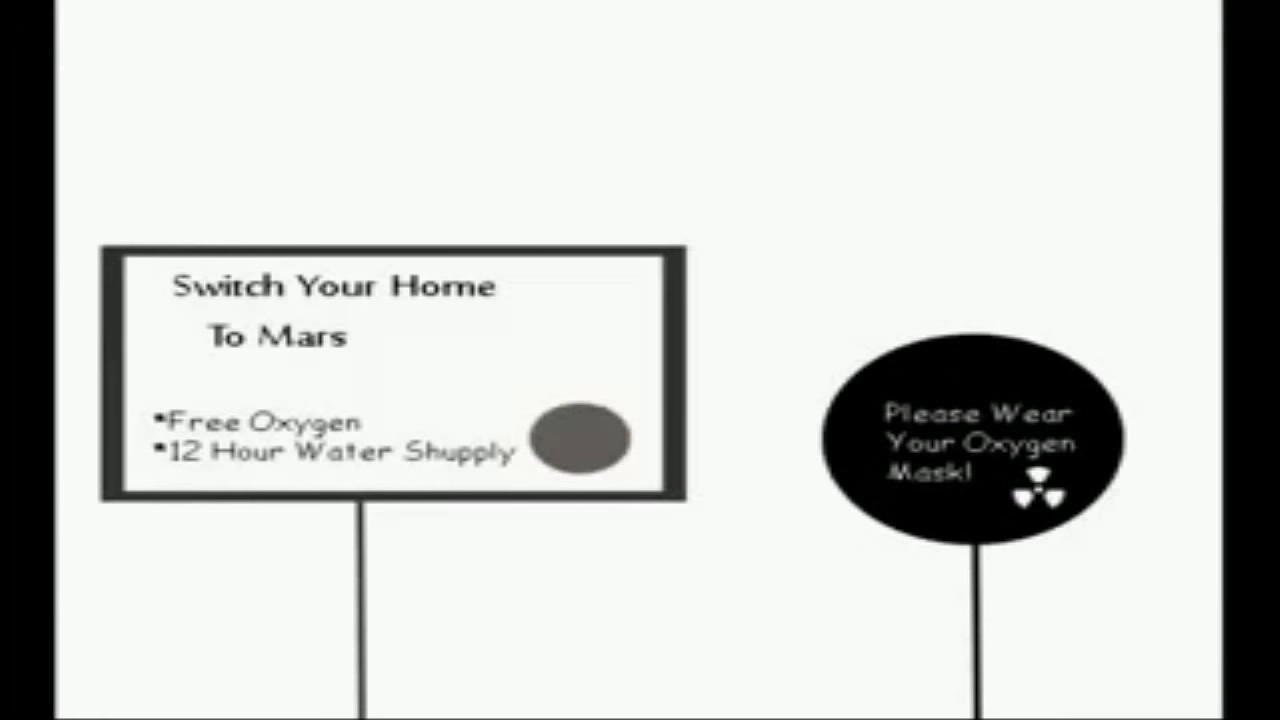 Switch Your Home
To Mars
*Free Oxygen
*12 Hour Water Shupply
Please Wear
Your Oxygen
Mask!